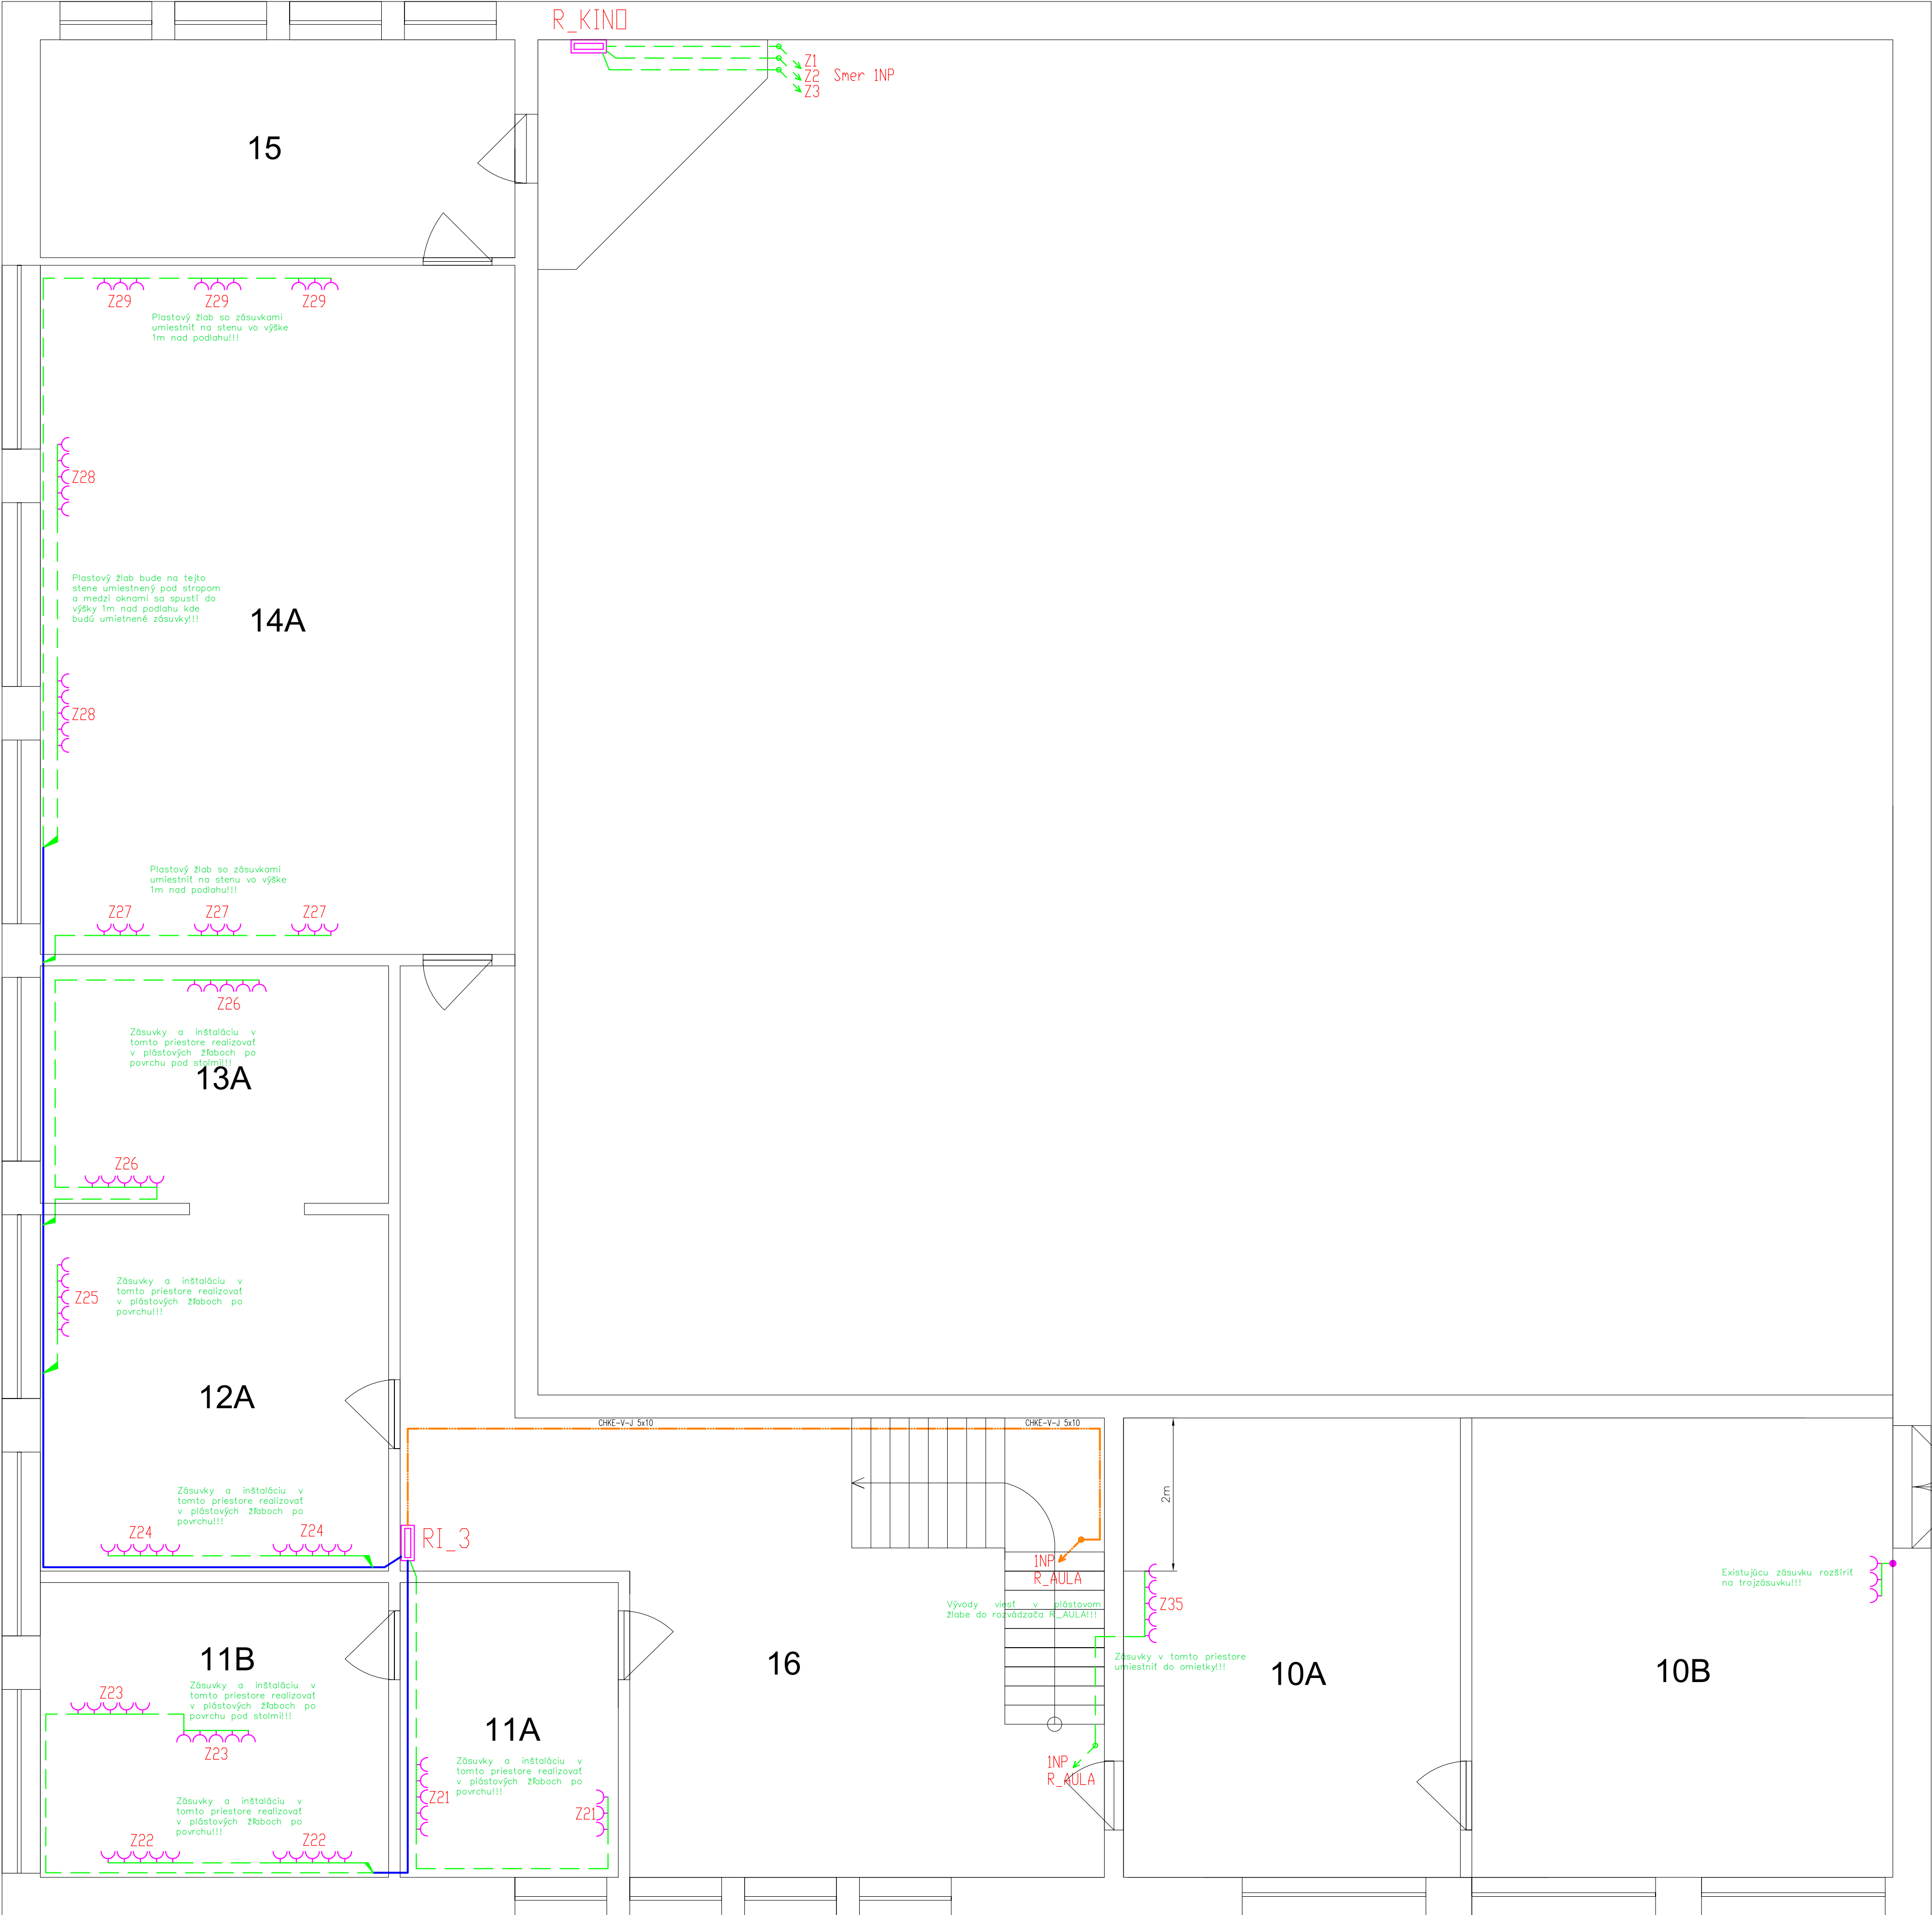 R_KINO
Z1
Z2 Smer 1NP
Z3
15
Z29 Z29 Z29
Plastový žlab so zásuvkami
umiestniť na stenu vo výške
1m nad podlahu!!!
Z28
Plastový žlab bude na tejto
stene umiestnený pod stropom
a medzi oknami sa spustí do
výšky 1m nad podlahu kde
budú umietnené zásuvky!!!
14A
Z28
Plastový žlab so zásuvkami
umiestniť na stenu vo výške
1m nad podlahu!!!
Z27 Z27 Z27
Z26
Zásuvky a inštaláciu v
tomto priestore realizovať
v plástových žľaboch po
povrchu pod stolmi!!!
13A
Z26
Z25
Zásuvky a inštaláciu v
tomto priestore realizovať
v plástových žľaboch po
povrchu!!!
12A
CHKE-V-J 5x10 CHKE-V-J 5x10
Zásuvky a inštaláciu v
tomto priestore realizovať
v plástových žľaboch po
povrchu!!!
Z24 Z24
RI_3
2m
1NP
R_AULA
Vývody viesť v plástovom
žlabe do rozvádzača R_AULA!!!
Z35
Zásuvky v tomto priestore
umiestniť do omietky!!!
Existujúcu zásuvku rozšíriť
na trojzásuvku!!!
11B
16
10A
10B
Zásuvky a inštaláciu v
tomto priestore realizovať
v plástových žľaboch po
povrchu pod stolmi!!!
Z23
Z23
11A
Zásuvky a inštaláciu v
tomto priestore realizovať
v plástových žľaboch po
povrchu!!!
Z21 Z21
1NP
R_AULA
Zásuvky a inštaláciu v
tomto priestore realizovať
v plástových žľaboch po
povrchu!!!
Z22 Z22